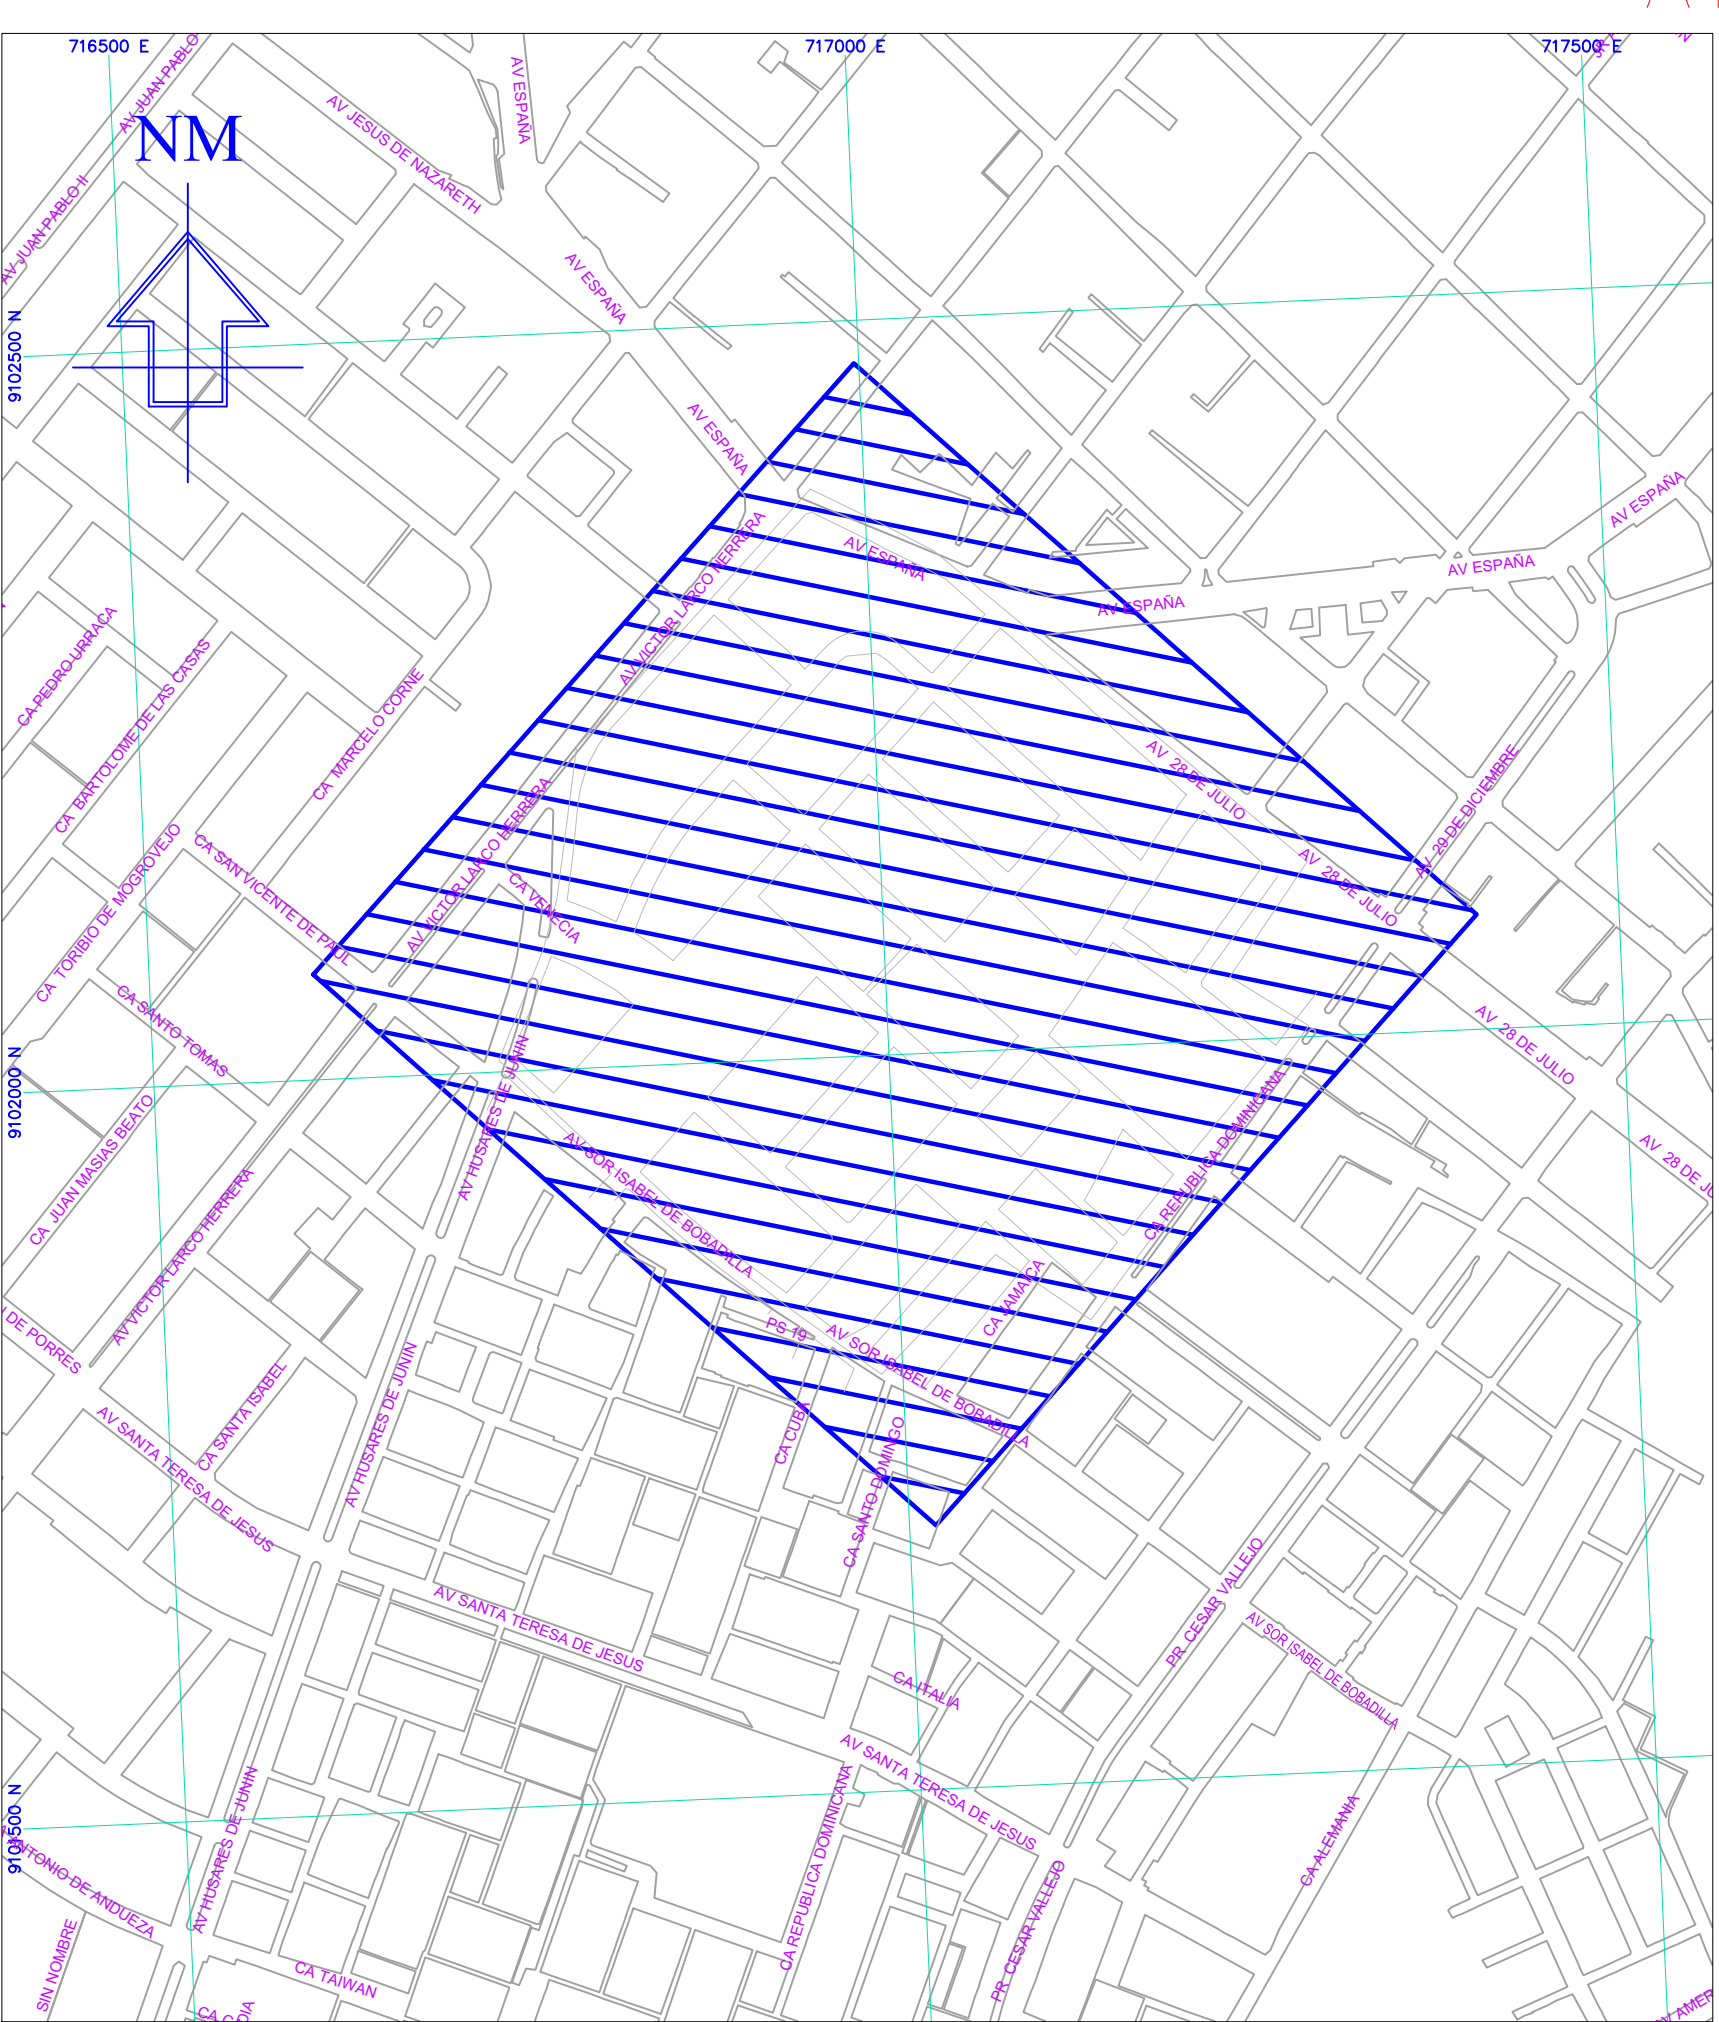 716500 E
717000 E
717500 E
AV JUAN PABLO
AV ESPAÑA
AV JESUS DE NAZARETH
NM
AV JUAN PABLO II
AV ESPAÑA
9102500 N
AV ESPAÑA
AV ESPAÑA
AV VICTOR LARCO HERRERA
AV ESPAÑA
AV ESPAÑA
AV ESPAÑA
CA PEDRO URRACA
CA BARTOLOME DE LAS CASAS
CA MARCELO CORNE
AV 28 DE JULIO
AV 29 DE DICIEMBRE
CA TORIBIO DE MOGROVEJO
CA SAN VICENTE DE PAUL
AV VICTOR LARCO HERRERA
CA VENECIA
AV 28 DE JULIO
CA SANTO TOMAS
AV 28 DE JULIO
9102000 N
CA JUAN MASIAS BEATO
AV HUSARES DE JUNIN
AV SOR ISABEL DE BOBADILLA
CA REPUBLICA DOMINICANA
AV 28 DE JU
AV VICTOR LARCO HERRERA
DE PORRES
PS 19
CA JAMAICA
AV SOR ISABEL DE BOBADILLA
CA SANTA ISABEL
AV HUSARES DE JUNIN
CA CUBA
CA SANTO DOMINGO
AV SANTA TERESA DE JESUS
AV SANTA TERESA DE JESUS
PR CESAR VALLEJO
AV SOR ISABEL DE BOBADILLA
CA ITALIA
AV SANTA TERESA DE JESUS
9101500 N
ANTONIO DE ANDUEZA
AV HUSARES DE JUNIN
CA REPUBLICA DOMINICANA
CA ALEMANIA
PR CESAR VALLEJO
SIN NOMBRE
CA TAIWAN
AV AMER